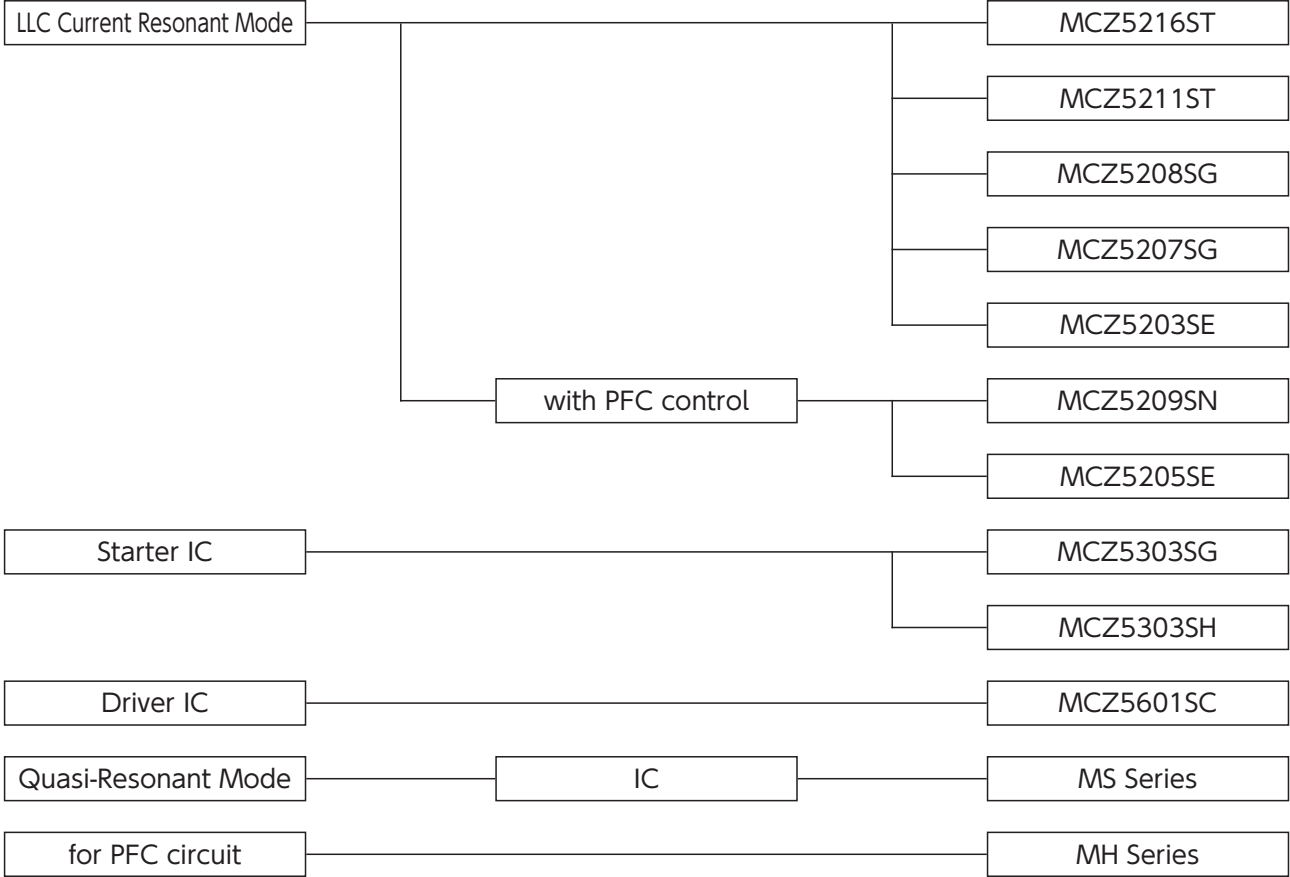 LLC Current Resonant Mode
MCZ5216ST
MCZ5211ST
MCZ5208SG
MCZ5207SG
MCZ5203SE
with PFC control
MCZ5209SN
MCZ5205SE
Starter IC
MCZ5303SG
MCZ5303SH
Driver IC
MCZ5601SC
Quasi-Resonant Mode
IC
MS Series
for PFC circuit
MH Series